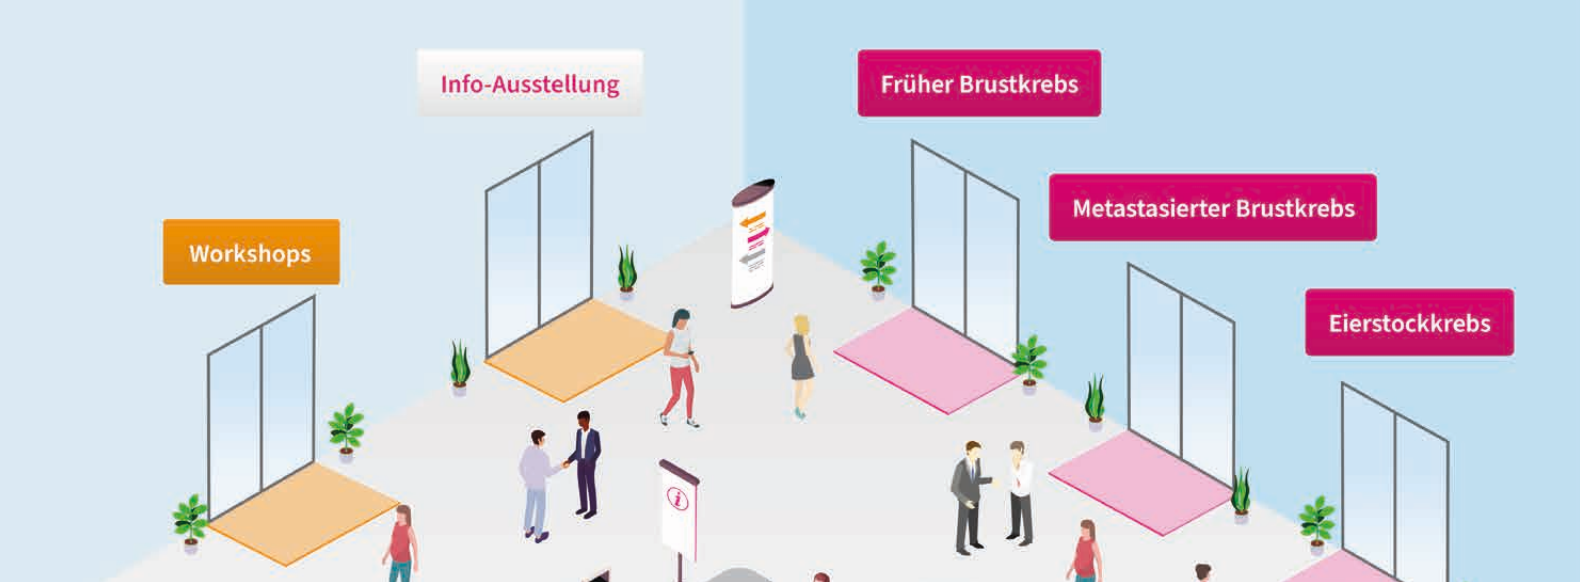 Info-Ausstellung
Früher Brustkrebs
Metastasierter Brustkrebs
Workshops
Eierstockkrebs
i